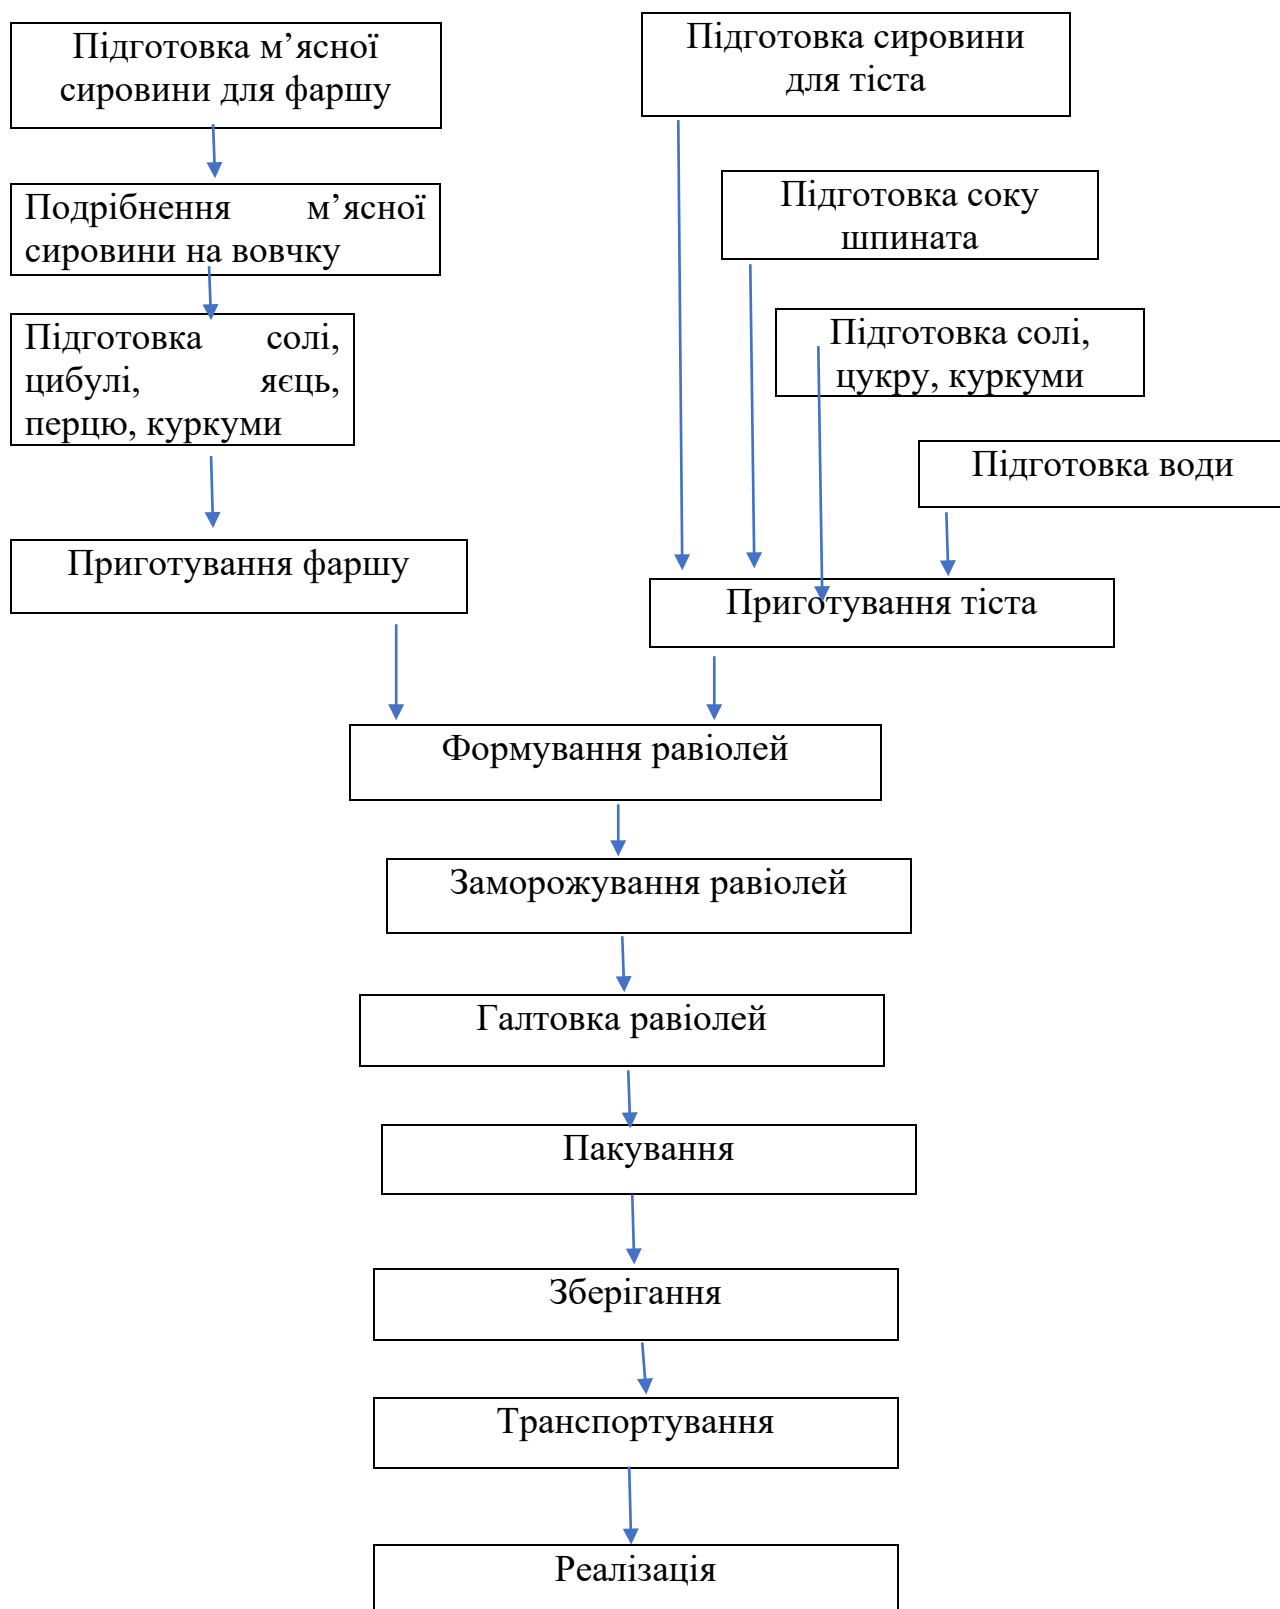 Підготовка м’ясної
сировини для фаршу
Подрібнення м’ясної
сировини на вовчку
Підготовка солі,
цибулі, яєць,
перцю, куркуми
Приготування фаршу
Підготовка сировини
для тіста
Підготовка соку
шпината
Підготовка солі,
цукру, куркуми
Підготовка води
Приготування тіста
Формування равіолей
Заморожування равіолей
Галтовка равіолей
Пакування
Зберігання
Транспортування
Реалізація